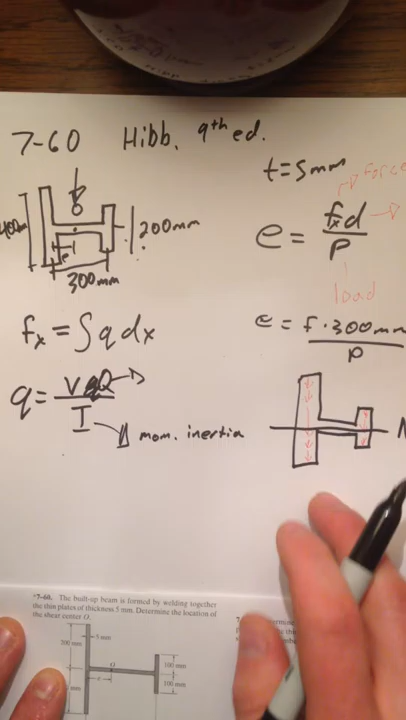 7-60 Hibb. 9th ed.
t=5mm
Force
200mm
e
300mm
e = fxd / P
load
fx = ∫q dx
e = f·300mm / P
q = VQ / I
mom. inertia
*7–60. The built-up beam is formed by welding together
the thin plates of thickness 5 mm. Determine the location of
the shear center O.
5 mm
200 mm
O
e
100 mm
100 mm
mm